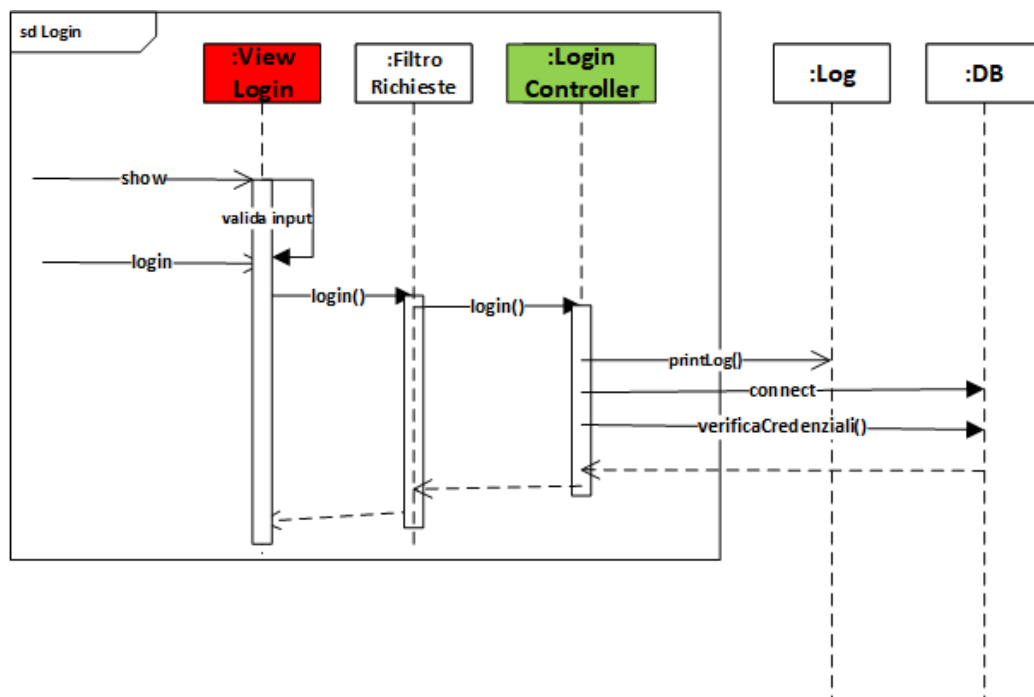 sd Login
:View
Login
:Filtro
Richieste
:Login
Controller
:Log
:DB
show
valida input
login
login()
login()
printLog()
connect
verificaCredenziali()